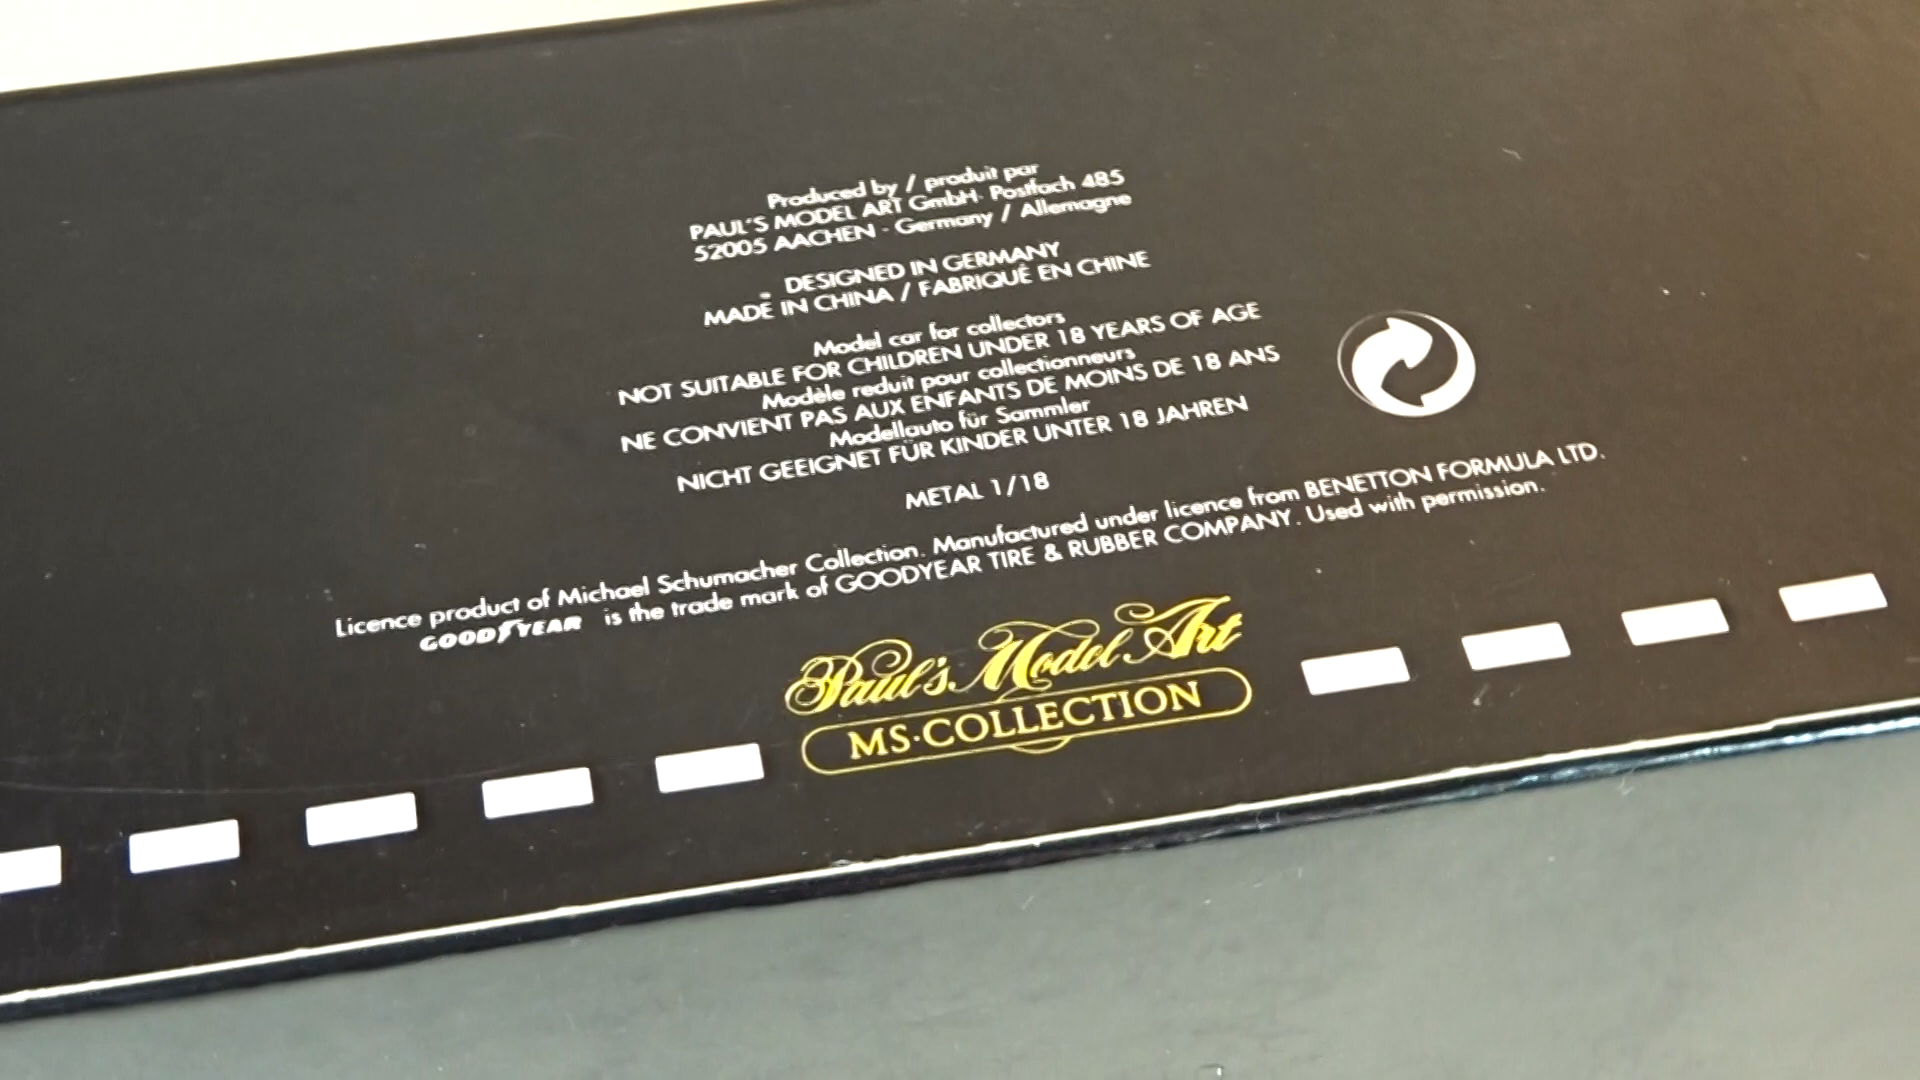 Produced by / produit par
PAUL'S MODEL ART GmbH· Postfach 485
52005 AACHEN - Germany / Allemagne
DESIGNED IN GERMANY
MADE IN CHINA / FABRIQUÉ EN CHINE
Model car for collectors
NOT SUITABLE FOR CHILDREN UNDER 18 YEARS OF AGE
Modèle reduit pour collectionneurs
NE CONVIENT PAS AUX ENFANTS DE MOINS DE 18 ANS
Modellauto für Sammler
NICHT GEEIGNET FÜR KINDER UNTER 18 JAHREN
METAL 1/18
Licence product of Michael Schumacher Collection. Manufactured under licence from BENETTON FORMULA LTD.
GOODYEAR is the trade mark of GOODYEAR TIRE & RUBBER COMPANY. Used with permission.
Paul's Model Art
MS·COLLECTION